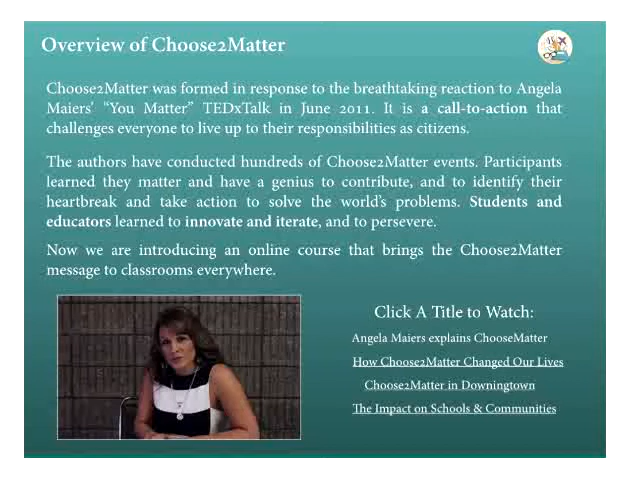 Overview of Choose2Matter
Choose2Matter was formed in response to the breathtaking reaction to Angela
Maiers' “You Matter” TEDxTalk in June 2011. It is a call-to-action that
challenges everyone to live up to their responsibilities as citizens.
The authors have conducted hundreds of Choose2Matter events. Participants
learned they matter and have a genius to contribute, and to identify their
heartbreak and take action to solve the world's problems. Students and
educators learned to innovate and iterate, and to persevere.
Now we are introducing an online course that brings the Choose2Matter
message to classrooms everywhere.
Click A Title to Watch:
Angela Maiers explains ChooseMatter
How Choose2Matter Changed Our Lives
Choose2Matter in Downingtown
The Impact on Schools & Communities